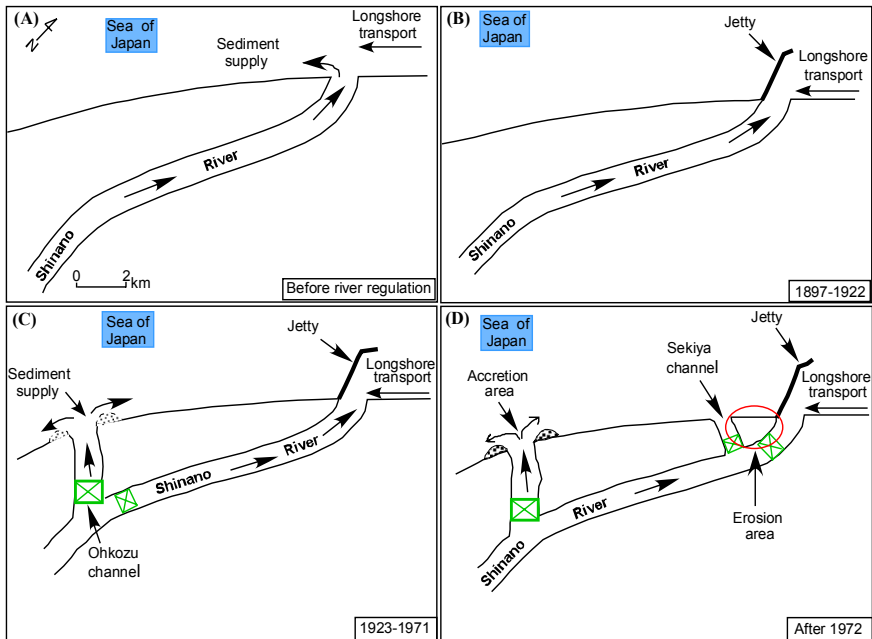 (A)
N
Sea of
Japan
Longshore
transport
Sediment
supply
River
Shinano
0 2
km
Before river regulation
(B)
Sea of
Japan
Jetty
Longshore
transport
River
Shinano
1897-1922
(C)
Sea of
Japan
Jetty
Sediment
supply
Longshore
transport
River
Shinano
Ohkozu
channel
1923-1971
(D)
Sea of
Japan
Jetty
Sekiya
channel
Accretion
area
Longshore
transport
River
Shinano
Erosion
area
After 1972